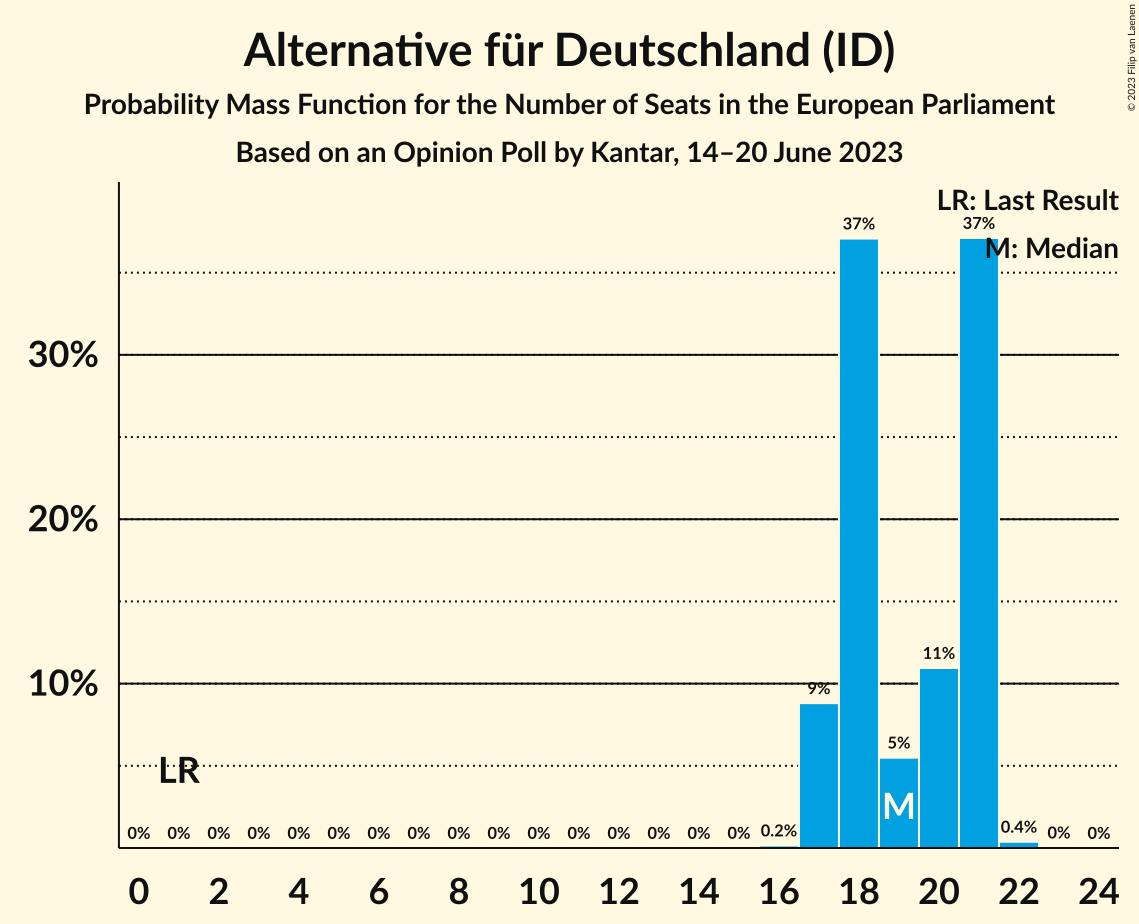 Alternative für Deutschland (ID)
Probability Mass Function for the Number of Seats in the European Parliament
Based on an Opinion Poll by Kantar, 14–20 June 2023
© 2023 Filip van Laenen
LR: Last Result
M: Median
37% 37%
30%
20%
11%
10%
9%
5%
LR
M
0% 0% 0% 0% 0% 0% 0% 0% 0% 0% 0% 0% 0% 0% 0% 0% 0.2% 0.4% 0% 0%
0 2 4 6 8 10 12 14 16 18 20 22 24